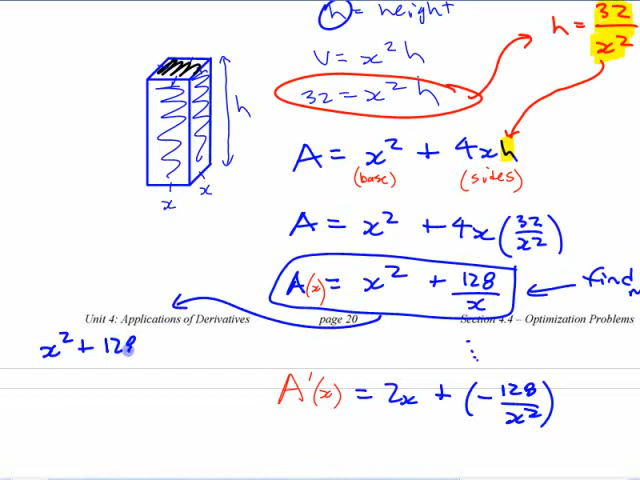 h = height
h = 32/x²
V = x²h
32 = x²h
h
A = x² + 4xh
(base) (sides)
x
x
A = x² + 4x(32/x²)
A(x) = x² + 128/x
find
Unit 4: Applications of Derivatives page 20 Section 4.4 – Optimization Problems
x² + 128
A'(x) = 2x + (-128/x²)